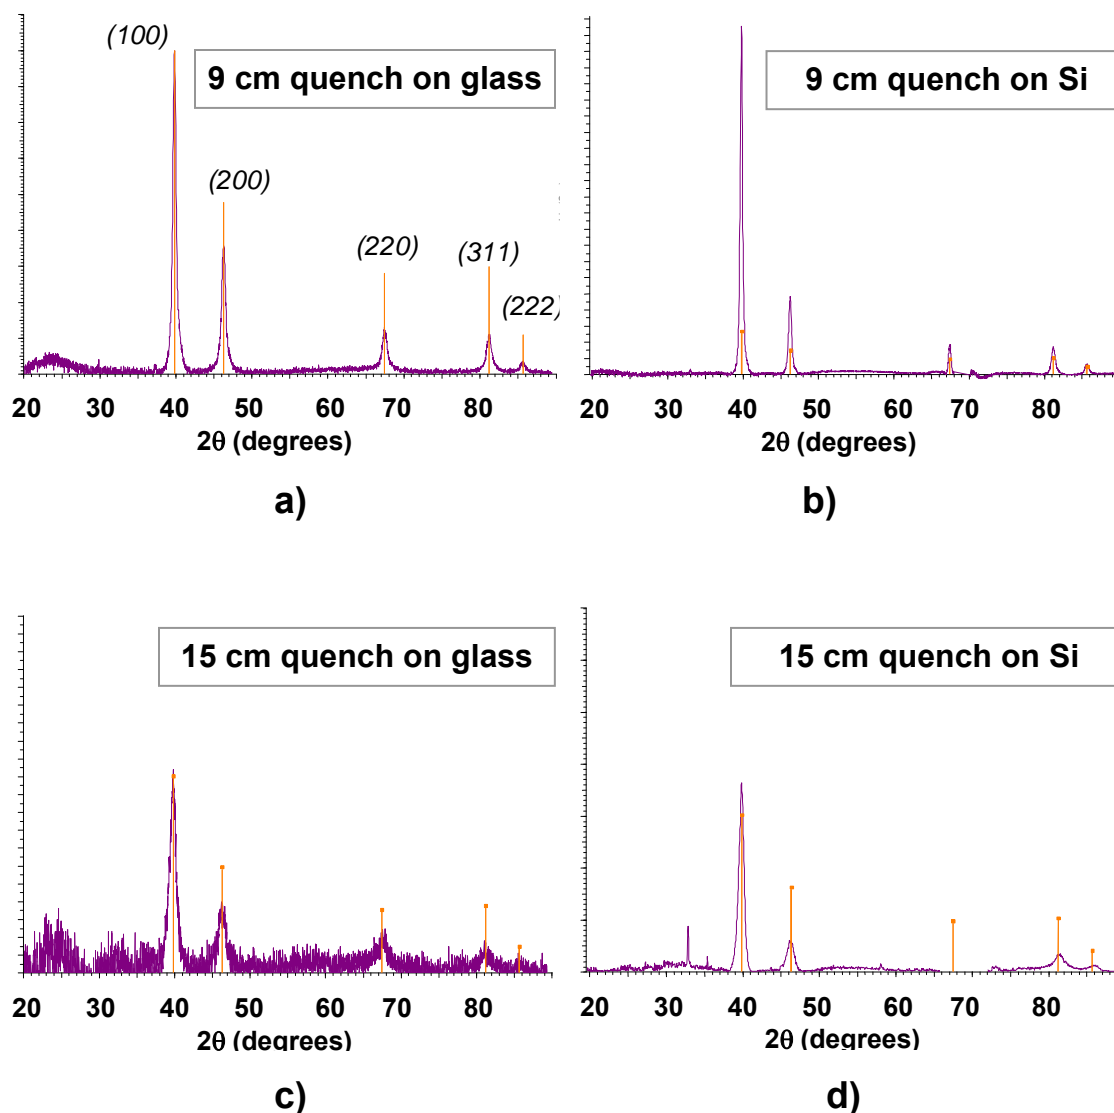 (100)
9 cm quench on glass
(200)
(220)
(311)
(222)
20 30 40 50 60 70 80
2θ (degrees)
a)
9 cm quench on Si
20 30 40 50 60 70 80
2θ (degrees)
b)
15 cm quench on glass
20 30 40 50 60 70 80
2θ (degrees)
c)
15 cm quench on Si
20 30 40 50 60 70 80
2θ (degrees)
d)